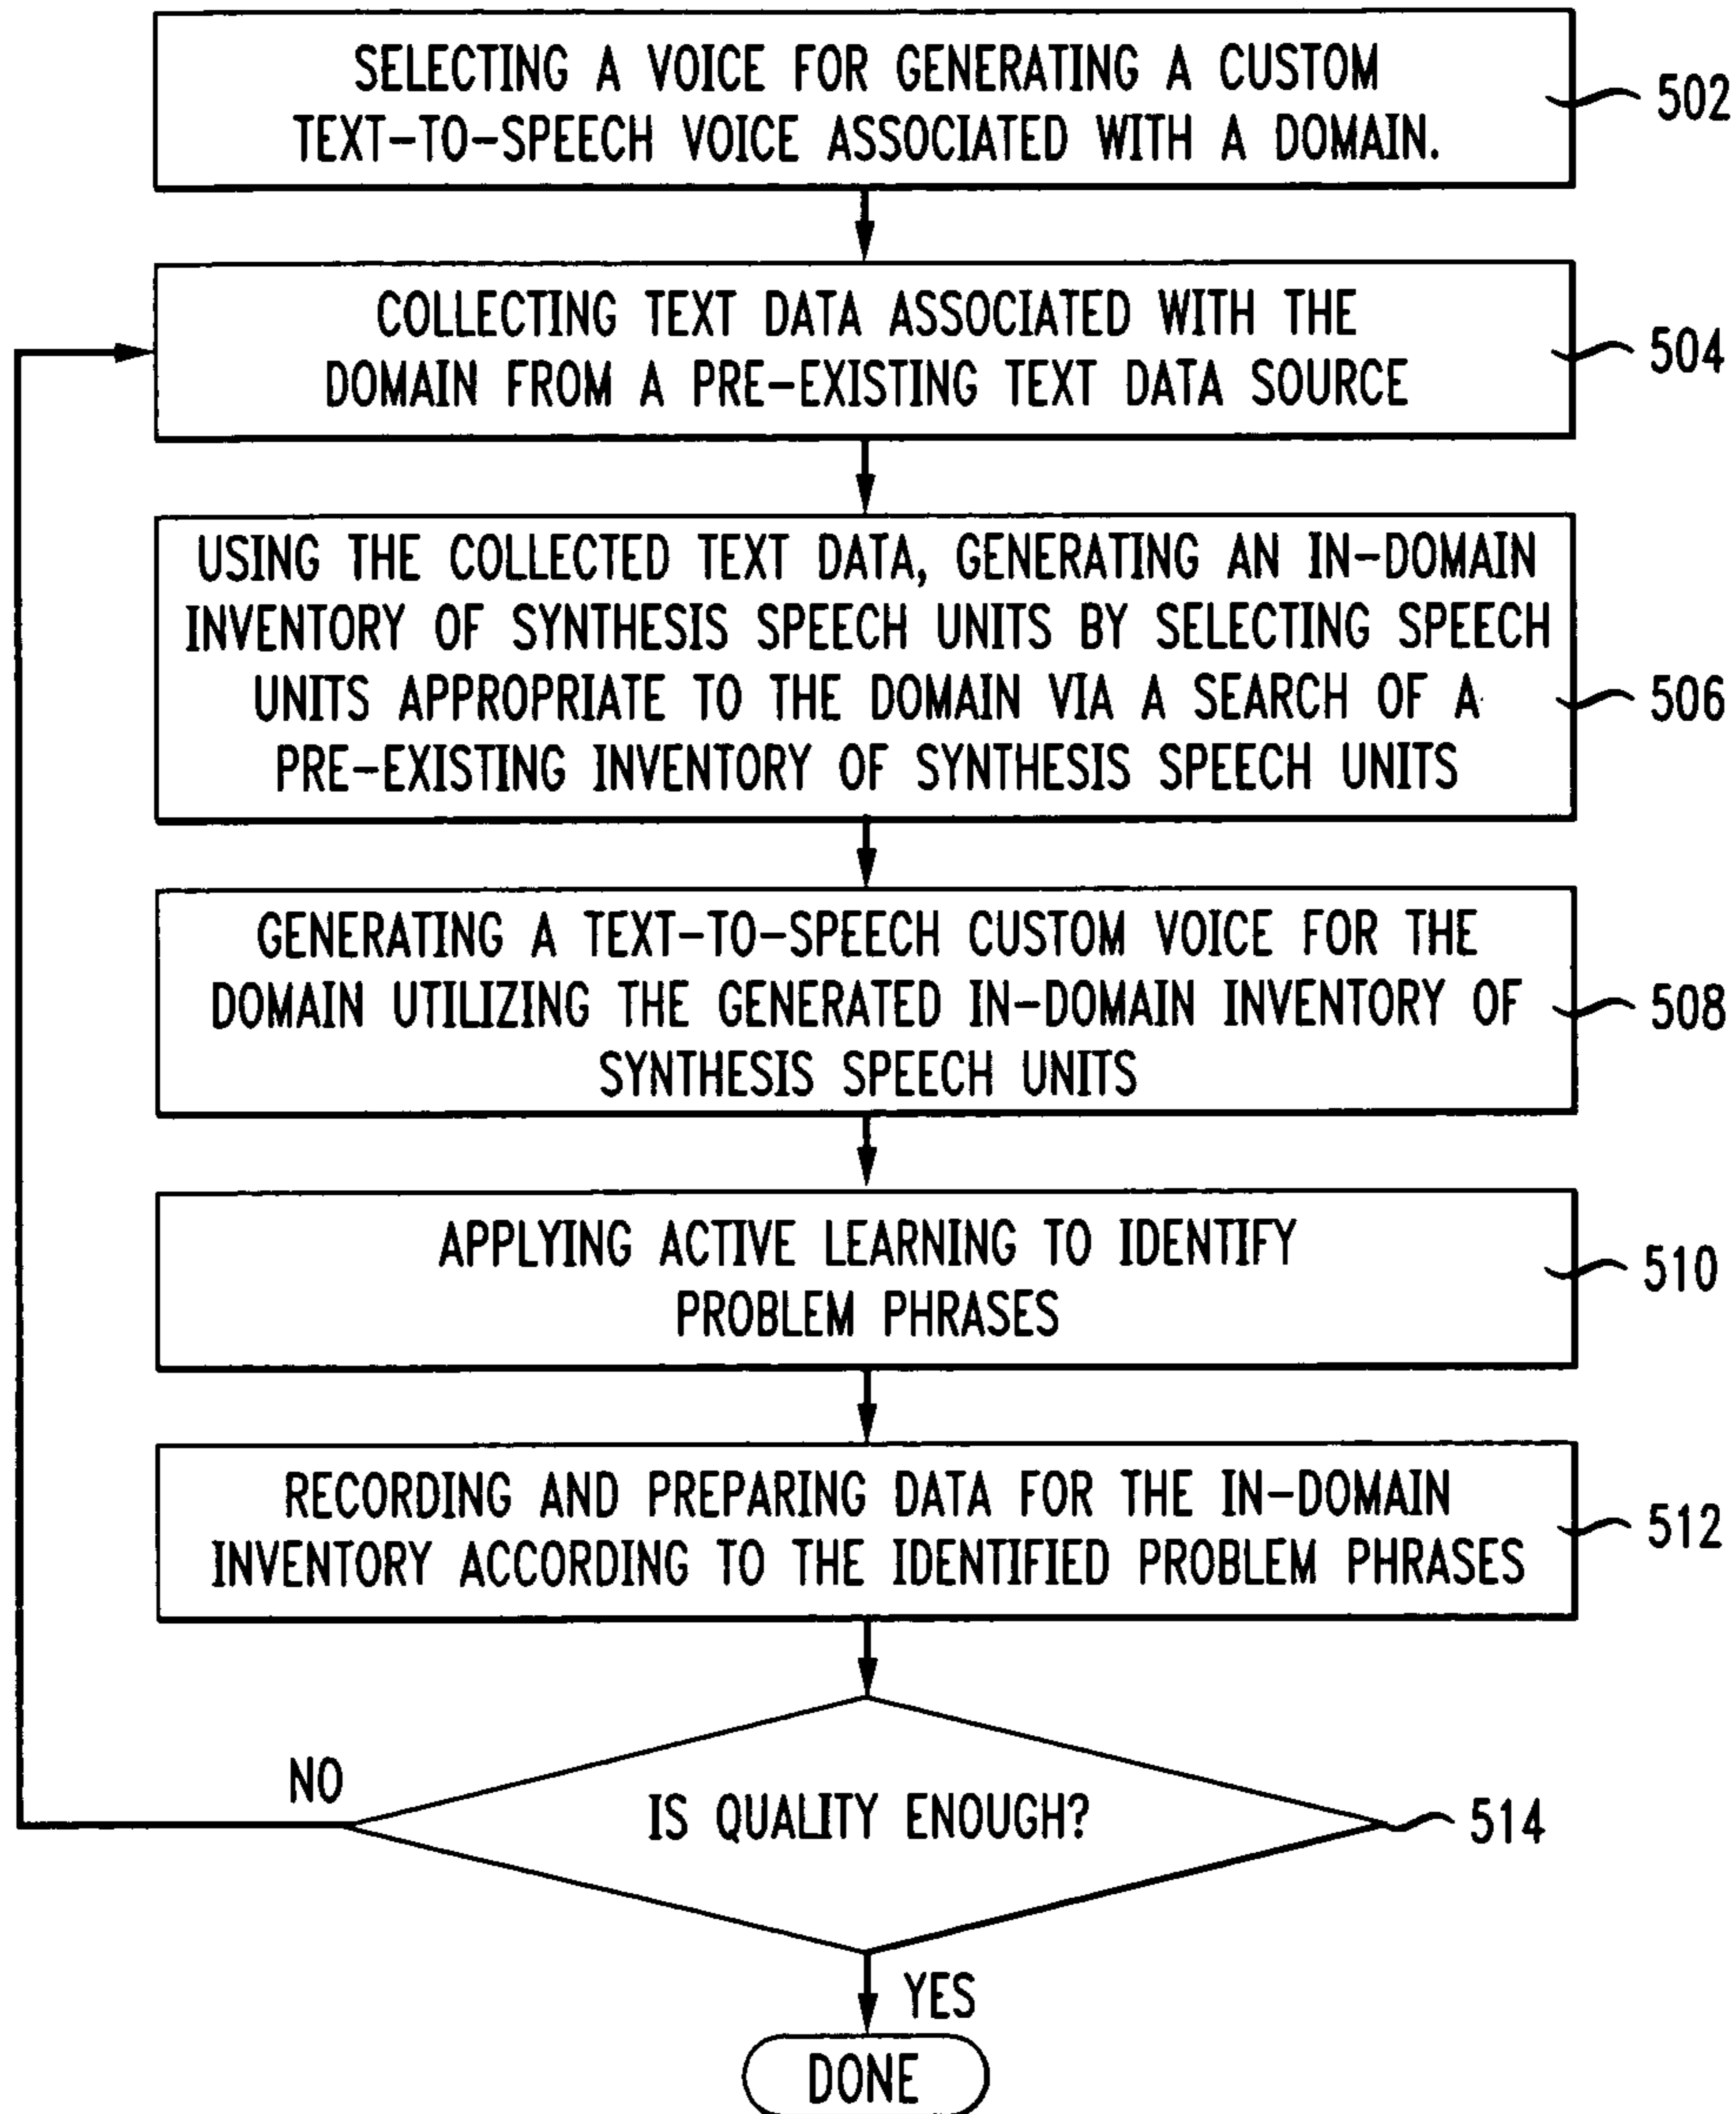 SELECTING A VOICE FOR GENERATING A CUSTOM
TEXT-TO-SPEECH VOICE ASSOCIATED WITH A DOMAIN.
502
COLLECTING TEXT DATA ASSOCIATED WITH THE
DOMAIN FROM A PRE-EXISTING TEXT DATA SOURCE
504
USING THE COLLECTED TEXT DATA, GENERATING AN IN-DOMAIN
INVENTORY OF SYNTHESIS SPEECH UNITS BY SELECTING SPEECH
UNITS APPROPRIATE TO THE DOMAIN VIA A SEARCH OF A
PRE-EXISTING INVENTORY OF SYNTHESIS SPEECH UNITS
506
GENERATING A TEXT-TO-SPEECH CUSTOM VOICE FOR THE
DOMAIN UTILIZING THE GENERATED IN-DOMAIN INVENTORY OF
SYNTHESIS SPEECH UNITS
508
APPLYING ACTIVE LEARNING TO IDENTIFY
PROBLEM PHRASES
510
RECORDING AND PREPARING DATA FOR THE IN-DOMAIN
INVENTORY ACCORDING TO THE IDENTIFIED PROBLEM PHRASES
512
NO
IS QUALITY ENOUGH?
514
YES
DONE